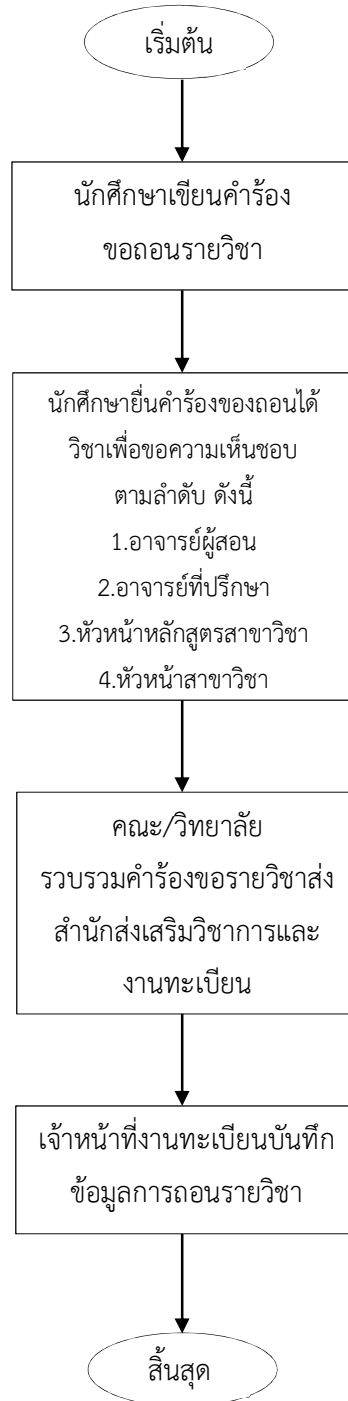 เริ่มต้น
นักศึกษาเขียนคำร้อง
ขอถอนรายวิชา
นักศึกษายื่นคำร้องของถอนได้
วิชาเพื่อขอความเห็นชอบ
ตามลำดับ ดังนี้
1.อาจารย์ผู้สอน
2.อาจารย์ที่ปรึกษา
3.หัวหน้าหลักสูตรสาขาวิชา
4.หัวหน้าสาขาวิชา
คณะ/วิทยาลัย
รวบรวมคำร้องขอรายวิชาส่ง
สำนักส่งเสริมวิชาการและ
งานทะเบียน
เจ้าหน้าที่งานทะเบียนบันทึก
ข้อมูลการถอนรายวิชา
สิ้นสุด